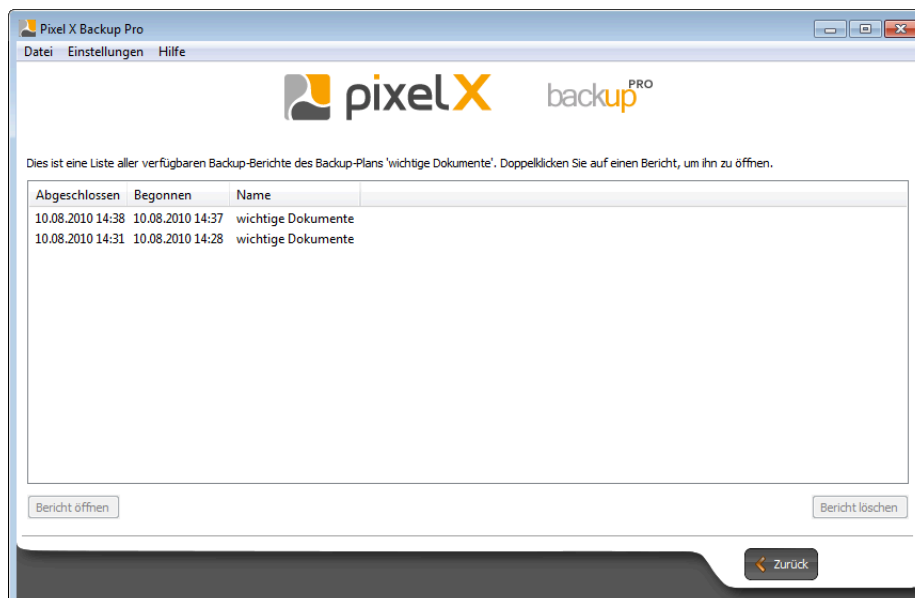 Pixel X Backup Pro
Datei Einstellungen Hilfe
pixelX backupPRO
Dies ist eine Liste aller verfügbaren Backup-Berichte des Backup-Plans 'wichtige Dokumente'. Doppelklicken Sie auf einen Bericht, um ihn zu öffnen.
Abgeschlossen Begonnen Name
10.08.2010 14:38 10.08.2010 14:37 wichtige Dokumente
10.08.2010 14:31 10.08.2010 14:28 wichtige Dokumente
Bericht öffnen Bericht löschen
Zurück